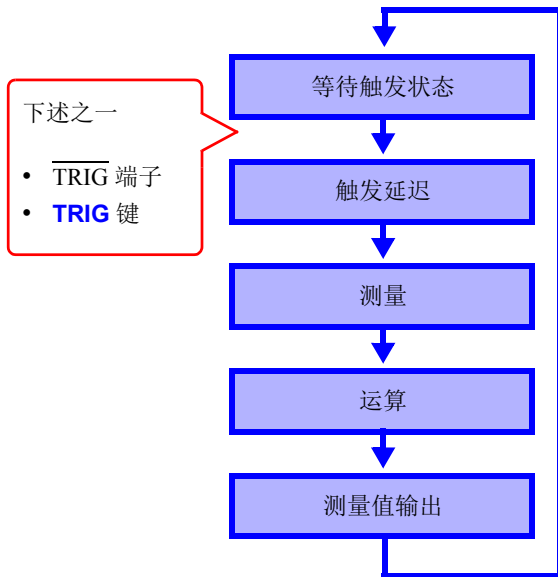 等待触发状态
下述之一
• TRIG 端子
• TRIG 键
触发延迟
测量
运算
测量值输出